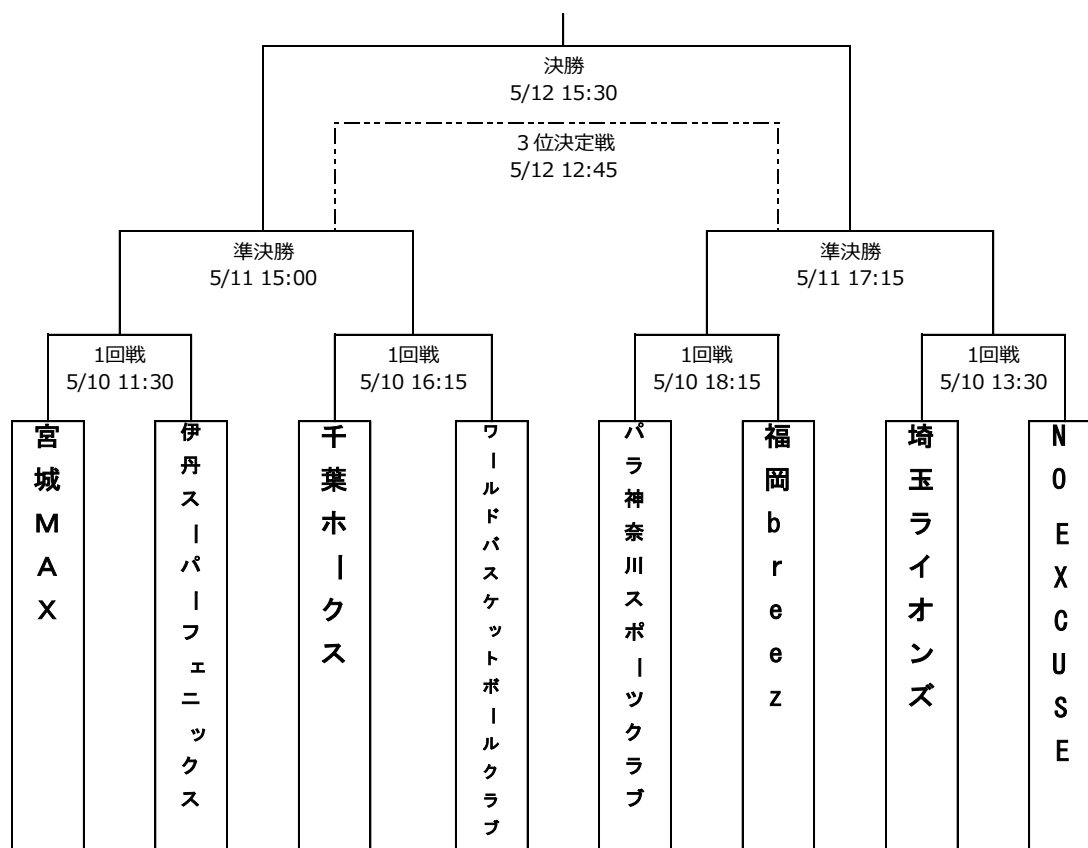 決勝
5/12 15:30
3位決定戦
5/12 12:45
準決勝
5/11 15:00
準決勝
5/11 17:15
1回戦
5/10 11:30
1回戦
5/10 16:15
1回戦
5/10 18:15
1回戦
5/10 13:30
宮城MAX
伊丹スーパーフェニックス
千葉ホークス
ワールドバスケットボールクラブ
パラ神奈川スポーツクラブ
福岡breez
埼玉ライオンズ
NO EXCUSE